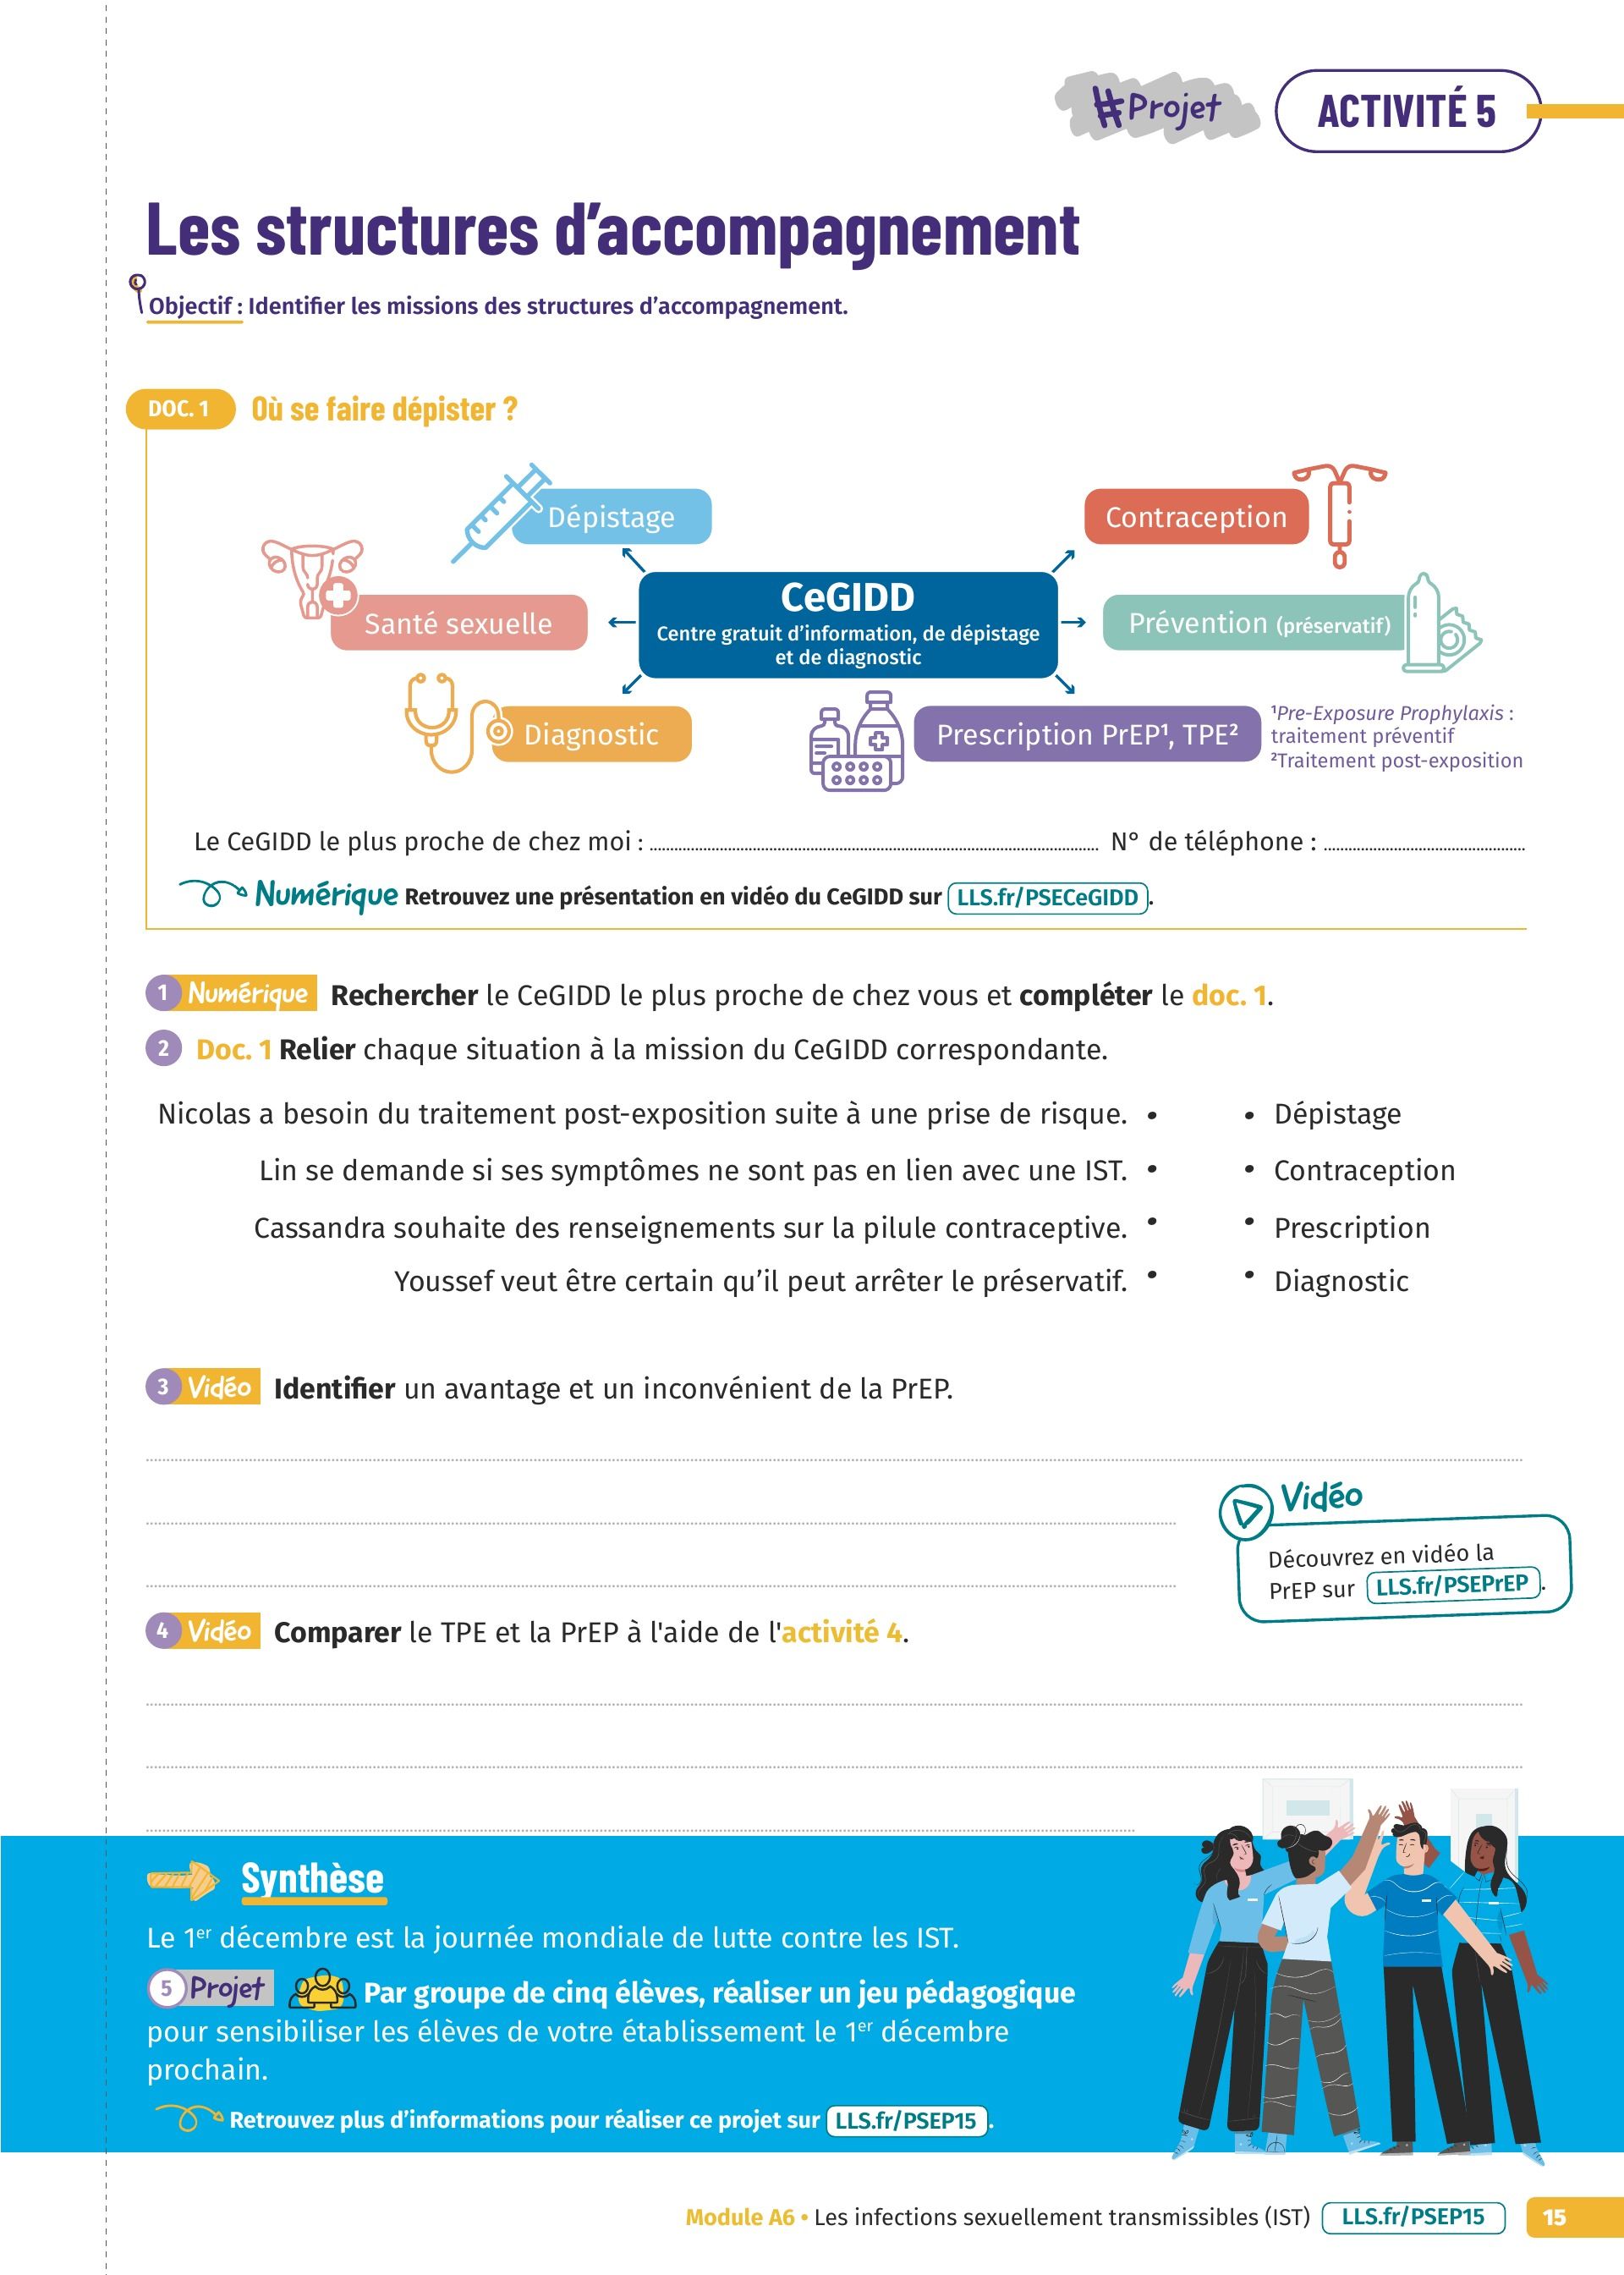 #Projet
ACTIVITÉ 5
Les structures d’accompagnement
Objectif : Identifier les missions des structures d’accompagnement.
DOC. 1 Où se faire dépister ?
Dépistage
Contraception
Santé sexuelle
CeGIDD
Centre gratuit d’information, de dépistage
et de diagnostic
Prévention (préservatif)
Diagnostic
Prescription PrEP¹, TPE²
¹Pre-Exposure Prophylaxis :
traitement préventif
²Traitement post-exposition
Le CeGIDD le plus proche de chez moi : ........ N° de téléphone : ........
Numérique Retrouvez une présentation en vidéo du CeGIDD sur LLS.fr/PSECeGIDD.
1 Numérique Rechercher le CeGIDD le plus proche de chez vous et compléter le doc. 1.
2 Doc. 1 Relier chaque situation à la mission du CeGIDD correspondante.
Nicolas a besoin du traitement post-exposition suite à une prise de risque. • • Dépistage
Lin se demande si ses symptômes ne sont pas en lien avec une IST. • • Contraception
Cassandra souhaite des renseignements sur la pilule contraceptive. • • Prescription
Youssef veut être certain qu’il peut arrêter le préservatif. • • Diagnostic
3 Vidéo Identifier un avantage et un inconvénient de la PrEP.
Vidéo
Découvrez en vidéo la
PrEP sur LLS.fr/PSEPrEP.
4 Vidéo Comparer le TPE et la PrEP à l'aide de l'activité 4.
Synthèse
Le 1er décembre est la journée mondiale de lutte contre les IST.
5 Projet Par groupe de cinq élèves, réaliser un jeu pédagogique
pour sensibiliser les élèves de votre établissement le 1er décembre
prochain.
Retrouvez plus d’informations pour réaliser ce projet sur LLS.fr/PSEP15.
Module A6 • Les infections sexuellement transmissibles (IST) LLS.fr/PSEP15 15